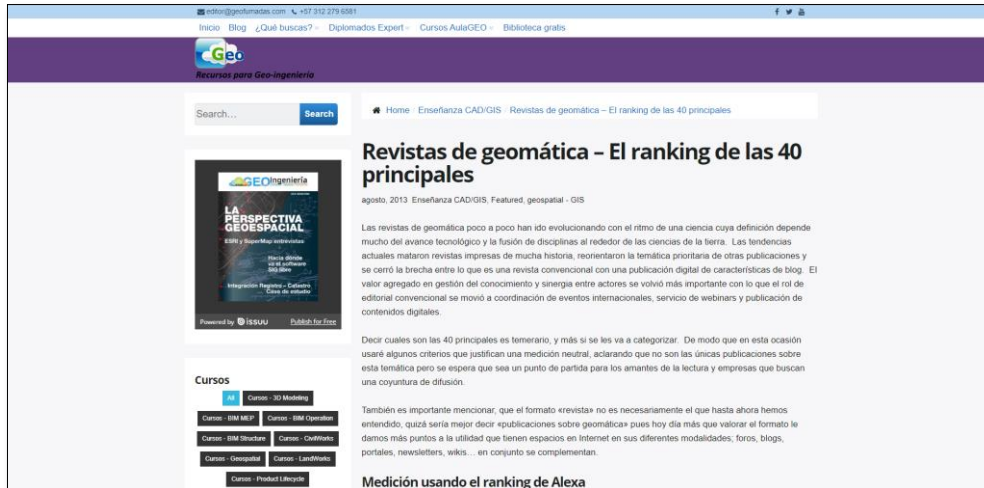 editor@geofumadas.com +57 312 279 6581
Inicio Blog ¿Qué buscas? Diplomados Expert Cursos AulaGEO Biblioteca gratis
Geo
Recursos para Geo-ingeniería
Search...
Search
Home / Enseñanza CAD/GIS / Revistas de geomática – El ranking de las 40 principales
Revistas de geomática – El ranking de las 40
principales
agosto, 2013 Enseñanza CAD/GIS, Featured, geospatial - GIS
Las revistas de geomática poco a poco han ido evolucionando con el ritmo de una ciencia cuya definición depende
mucho del avance tecnológico y la fusión de disciplinas al rededor de las ciencias de la tierra. Las tendencias
actuales mataron revistas impresas de mucha historia, reorientaron la temática prioritaria de otras publicaciones y
se cerró la brecha entre lo que es una revista convencional con una publicación digital de características de blog. El
valor agregado en gestión del conocimiento y sinergia entre actores se volvió más importante con lo que el rol de
editorial convencional se movió a coordinación de eventos internacionales, servicio de webinars y publicación de
contenidos digitales.
Decir cuales son las 40 principales es temerario, y más si se les va a categorizar. De modo que en esta ocasión
usaré algunos criterios que justifican una medición neutral, aclarando que no son las únicas publicaciones sobre
esta temática pero se espera que sea un punto de partida para los amantes de la lectura y empresas que buscan
una coyuntura de difusión.
También es importante mencionar, que el formato «revista» no es necesariamente el que hasta ahora hemos
entendido, quizá sería mejor decir «publicaciones sobre geomática» pues hoy día más que valorar el formato le
damos más puntos a la utilidad que tienen espacios en Internet en sus diferentes modalidades; foros, blogs,
portales, newsletters, wikis… en conjunto se complementan.
Medición usando el ranking de Alexa
GEOingeniería
LA
PERSPECTIVA
GEOESPACIAL
ESRI y SuperMap entrevistas
Hacia dónde
va el software
SIG libre
Integración Registro - Catastro
Caso de estudio
Powered by issuu Publish for Free
Cursos
All Cursos - 3D Modeling
Cursos - BIM MEP Cursos - BIM Operation
Cursos - BIM Structure Cursos - CivilWorks
Cursos - Geospatial Cursos - LandWorks
Cursos - Product Lifecycle